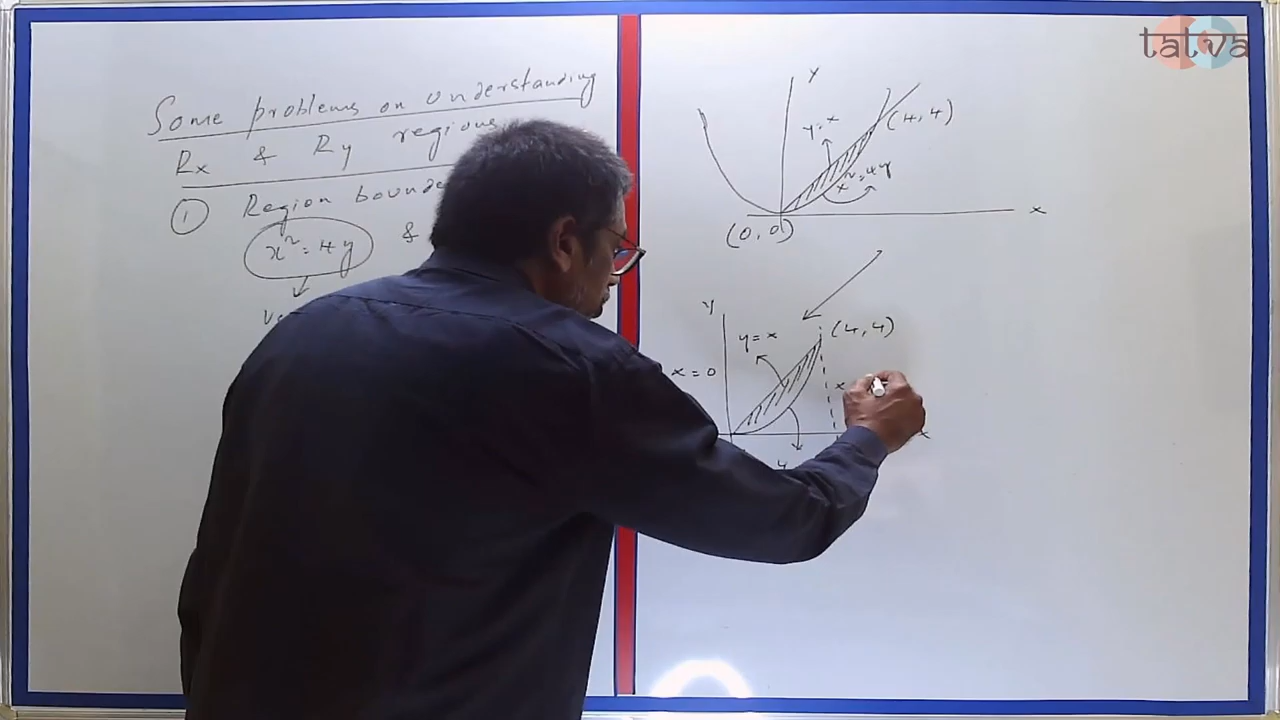 Some problems on Understanding
Rx & Ry regions
① Region
x² = 4y &
tatva
y
y = x
(4, 4)
x² = 4y
x
(0, 0)
y
y = x
(4, 4)
x = 0
x